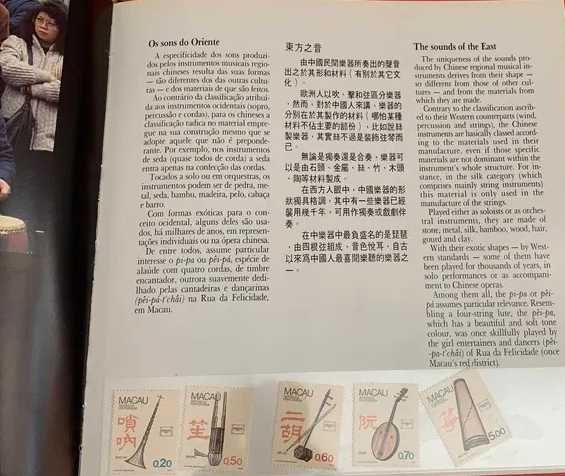 Os sons do Oriente
A especificidade dos sons produzi-
dos pelos instrumentos musicais regio-
nais chineses resulta das suas formas
— tão diferentes dos das outras cultu-
ras — e dos materiais de que são feitos.
Ao contrário da classificação atribuí-
da aos instrumentos ocidentais (sopro,
percussão e cordas), para os chineses a
classificação radica no material empre-
gue na sua construção mesmo que se
adopte aquele que não é preponde-
rante. Por exemplo, nos instrumentos
de seda (quase todos de corda) a seda
entra apenas na confecção das cordas.
Tocados a solo ou em orquestras, os
instrumentos podem ser de pedra, me-
tal, seda, bambu, madeira, pelo, cabaça
e barro.
Com formas exóticas para o con-
ceito ocidental, alguns deles são usa-
dos, há milhares de anos, em represen-
tações individuais ou na ópera chinesa.
De entre todos, assume particular
interesse o pi-pa ou pêi-pá, espécie de
alaúde com quatro cordas, de timbre
encantador, outrora suavemente dedi-
lhado pelas cantadeiras e dançarinas
(pêi-pá-t'châi) na Rua da Felicidade,
em Macau.
東方之音
由中國民間樂器所奏出的聲音
出之於其形和材料（有別於其它文
化）。
歐洲人以吹、擊和弦區分樂器
，然而，對於中國人來講，樂器的
分別在於其製作的材料（哪怕某種
材料不佔主要的部份），比如說絲
製樂器，其實絲不過是裝飾弦琴而
已。
無論是獨奏還是合奏，樂器可
以是由石頭、金屬、絲、竹、木頭
、陶等材料製成。
在西方人眼中，中國樂器的形
狀獨具格調，其中有一些樂器已經
襲用幾千年，可用作獨奏或戲劇伴
奏。
在中樂器中最負盛名的是琵琶
，由四根弦組成，音色悅耳，自古
以來爲中國人最喜聞樂聽的樂器之
一。
The sounds of the East
The uniqueness of the sounds pro-
duced by Chinese regional musical in-
struments derives from their shape —
so different from those of other cul-
tures — and from the materials from
which they are made.
Contrary to the classification ascrib-
ed to their Western counterparts (wind,
percussion and strings), the Chinese
instruments are basically classed accord-
ing to the materials used in their
manufacture, even if those specific
materials are not dominant within the
instrument's whole structure. For in-
stance, in the silk category (which
comprises mainly string instruments)
this material is only used in the
manufacture of the strings.
Played either as soloists or as orches-
tral instruments, they are made of
stone, metal, silk, bamboo, wood, hair,
gourd and clay.
With their exotic shapes — by Wes-
tern standards — some of them have
been played for thousands of years, in
solo performances or as accompani-
ment to Chinese operas.
Among them all, the pi-pa or pêi-
pá assumes particular relevance. Resem-
bling a four-string lute, the pêi-pa,
which has a beautiful and soft tone
colour, was once skillfully played by
the girl entertainers and dancers (pêi-
-pa-t'châi) of Rua da Felicidade (once
Macau's red district).
MACAU
嗩吶
0,20
MACAU
笙
0,50
MACAU
二胡
0,60
MACAU
阮
0,70
MACAU
箏
5,00